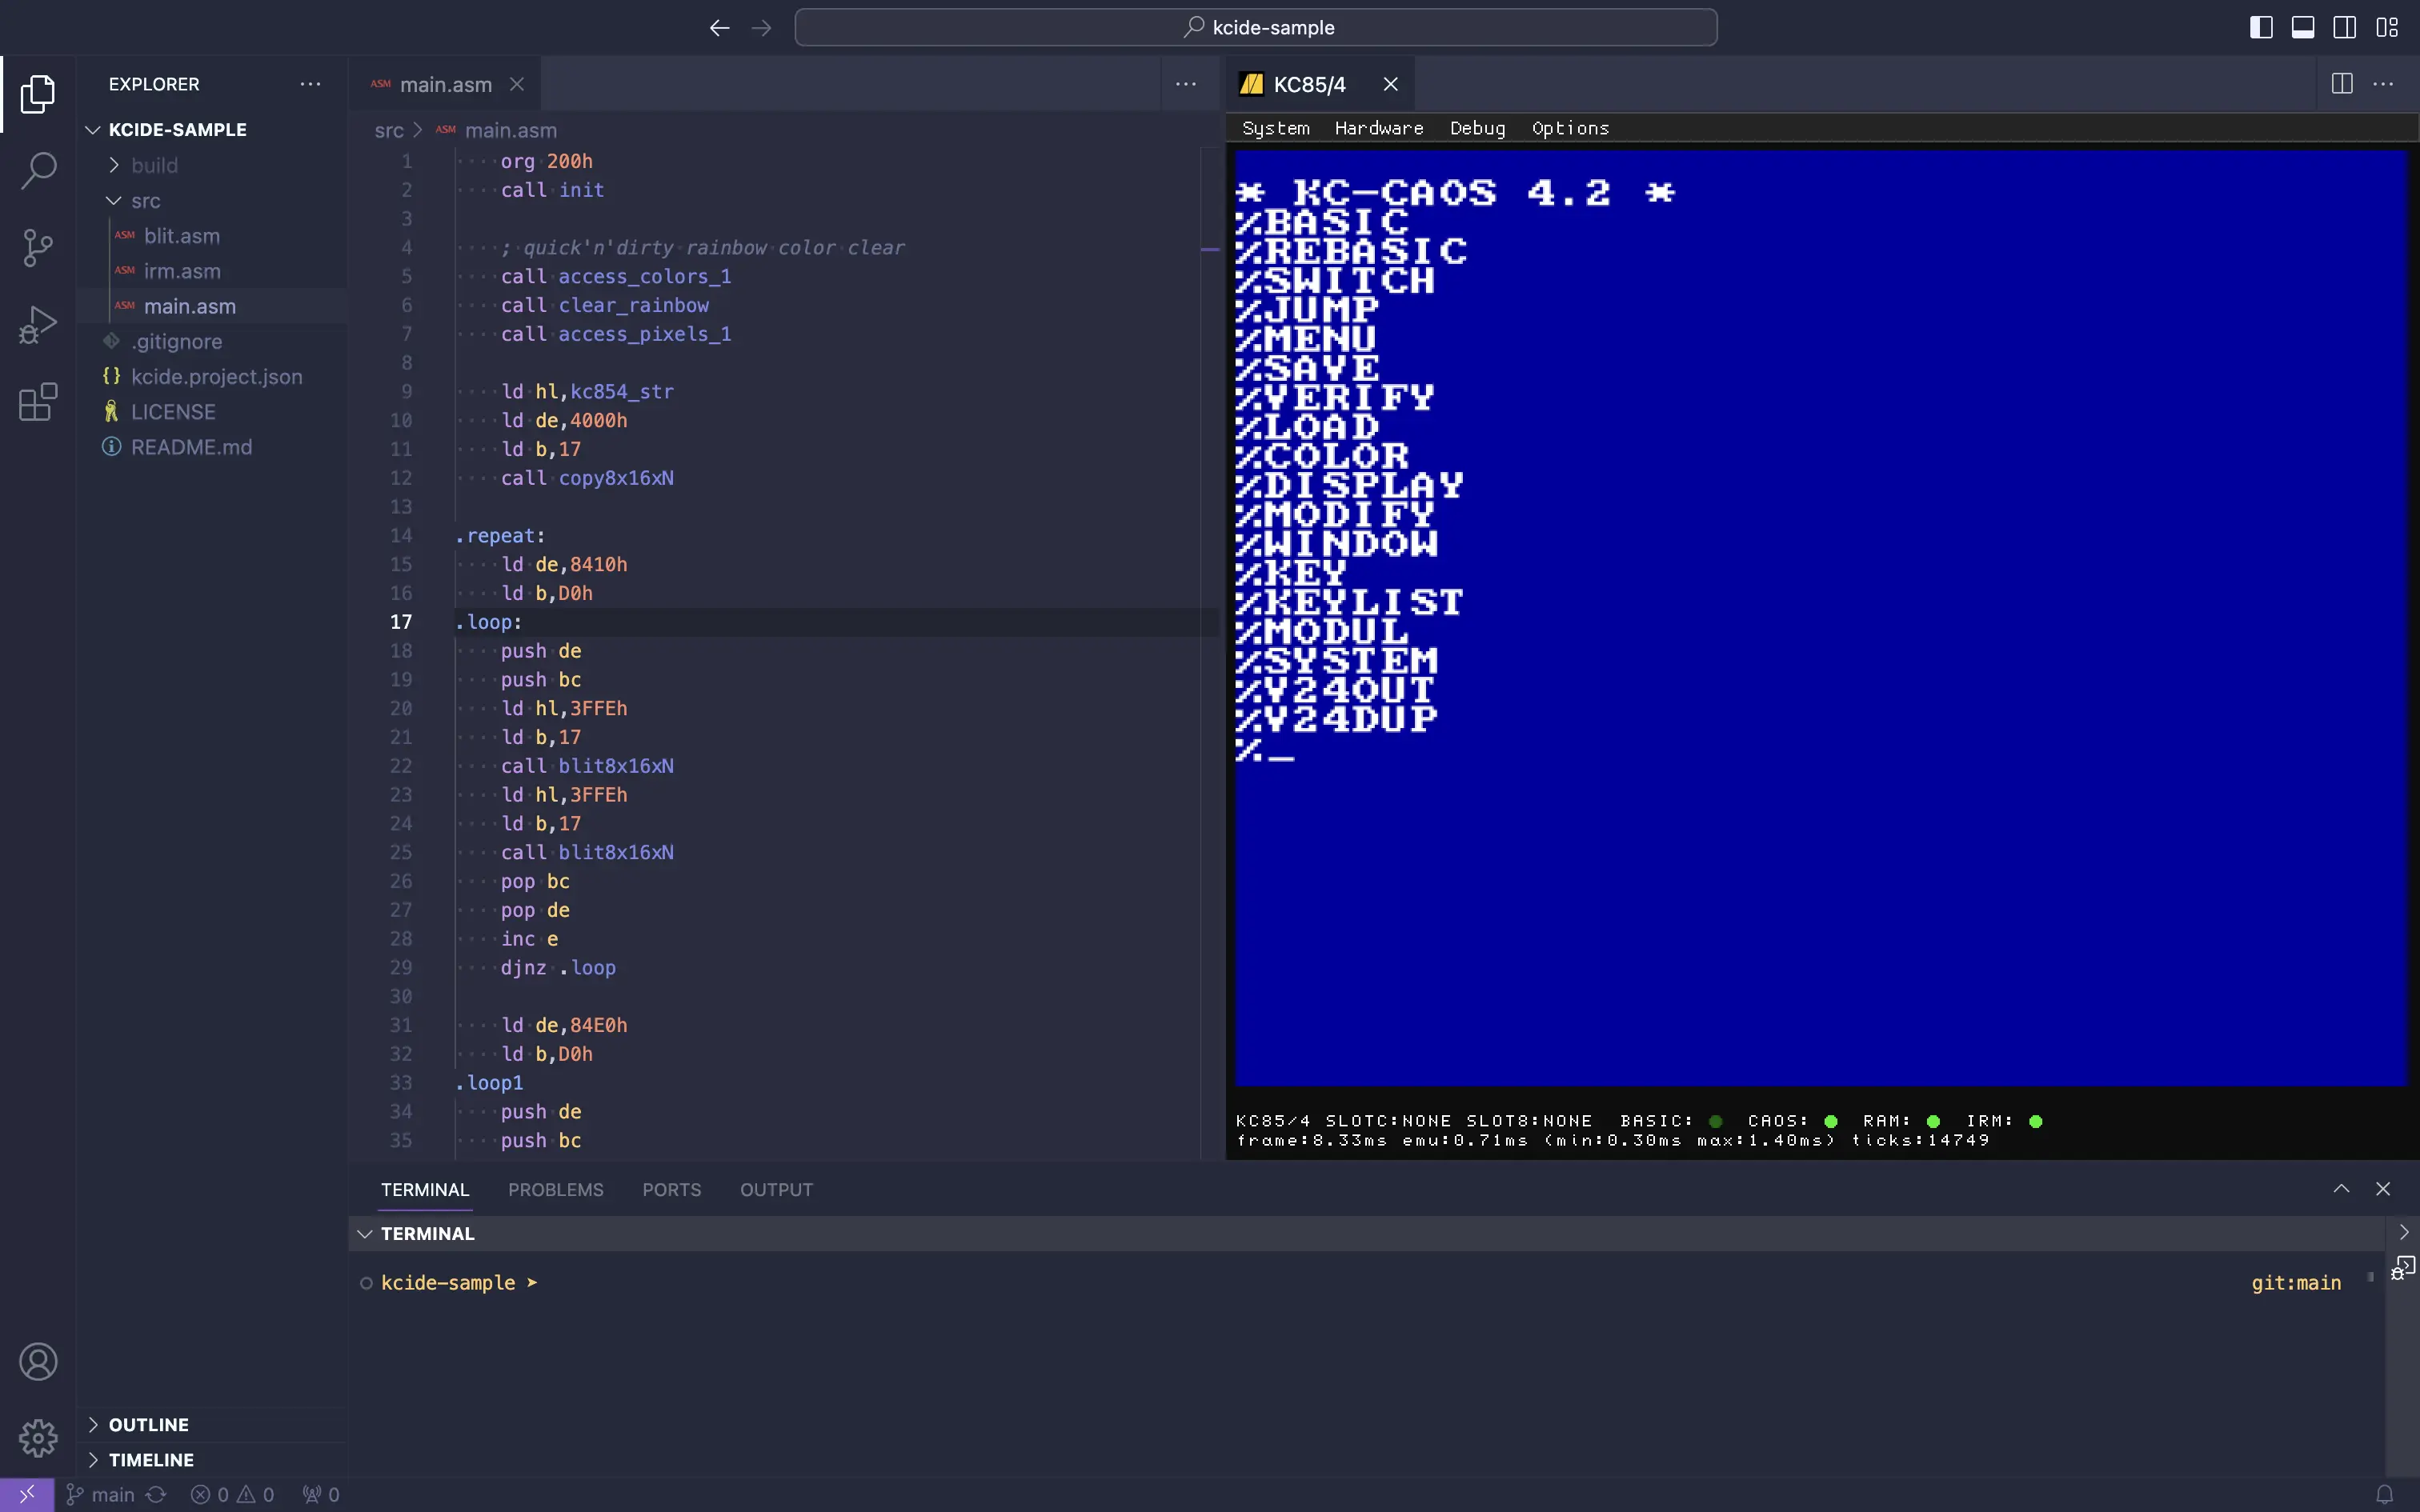 kcide-sample
EXPLORER
KCIDE-SAMPLE
build
src
ASM blit.asm
ASM irm.asm
ASM main.asm
.gitignore
{} kcide.project.json
LICENSE
README.md
OUTLINE
TIMELINE
ASM main.asm
src > ASM main.asm
1 org 200h
2 call init
3
4 ; quick'n'dirty rainbow color clear
5 call access_colors_1
6 call clear_rainbow
7 call access_pixels_1
8
9 ld hl,kc854_str
10 ld de,4000h
11 ld b,17
12 call copy8x16xN
13
14 .repeat:
15 ld de,8410h
16 ld b,D0h
17 .loop:
18 push de
19 push bc
20 ld hl,3FFEh
21 ld b,17
22 call blit8x16xN
23 ld hl,3FFEh
24 ld b,17
25 call blit8x16xN
26 pop bc
27 pop de
28 inc e
29 djnz .loop
30
31 ld de,84E0h
32 ld b,D0h
33 .loop1
34 push de
35 push bc
KC85/4
System Hardware Debug Options
* KC-CAOS 4.2 *
%BASIC
%REBASIC
%SWITCH
%JUMP
%MENU
%SAVE
%VERIFY
%LOAD
%COLOR
%DISPLAY
%MODIFY
%WINDOW
%KEY
%KEYLIST
%MODUL
%SYSTEM
%V24OUT
%V24DUP
%_
KC85/4 SLOTC:NONE SLOT8:NONE BASIC: CAOS: RAM: IRM:
frame:8.33ms emu:0.71ms (min:0.30ms max:1.40ms) ticks:14749
TERMINAL PROBLEMS PORTS OUTPUT
TERMINAL
kcide-sample ➤ git:main
main 0 0 0